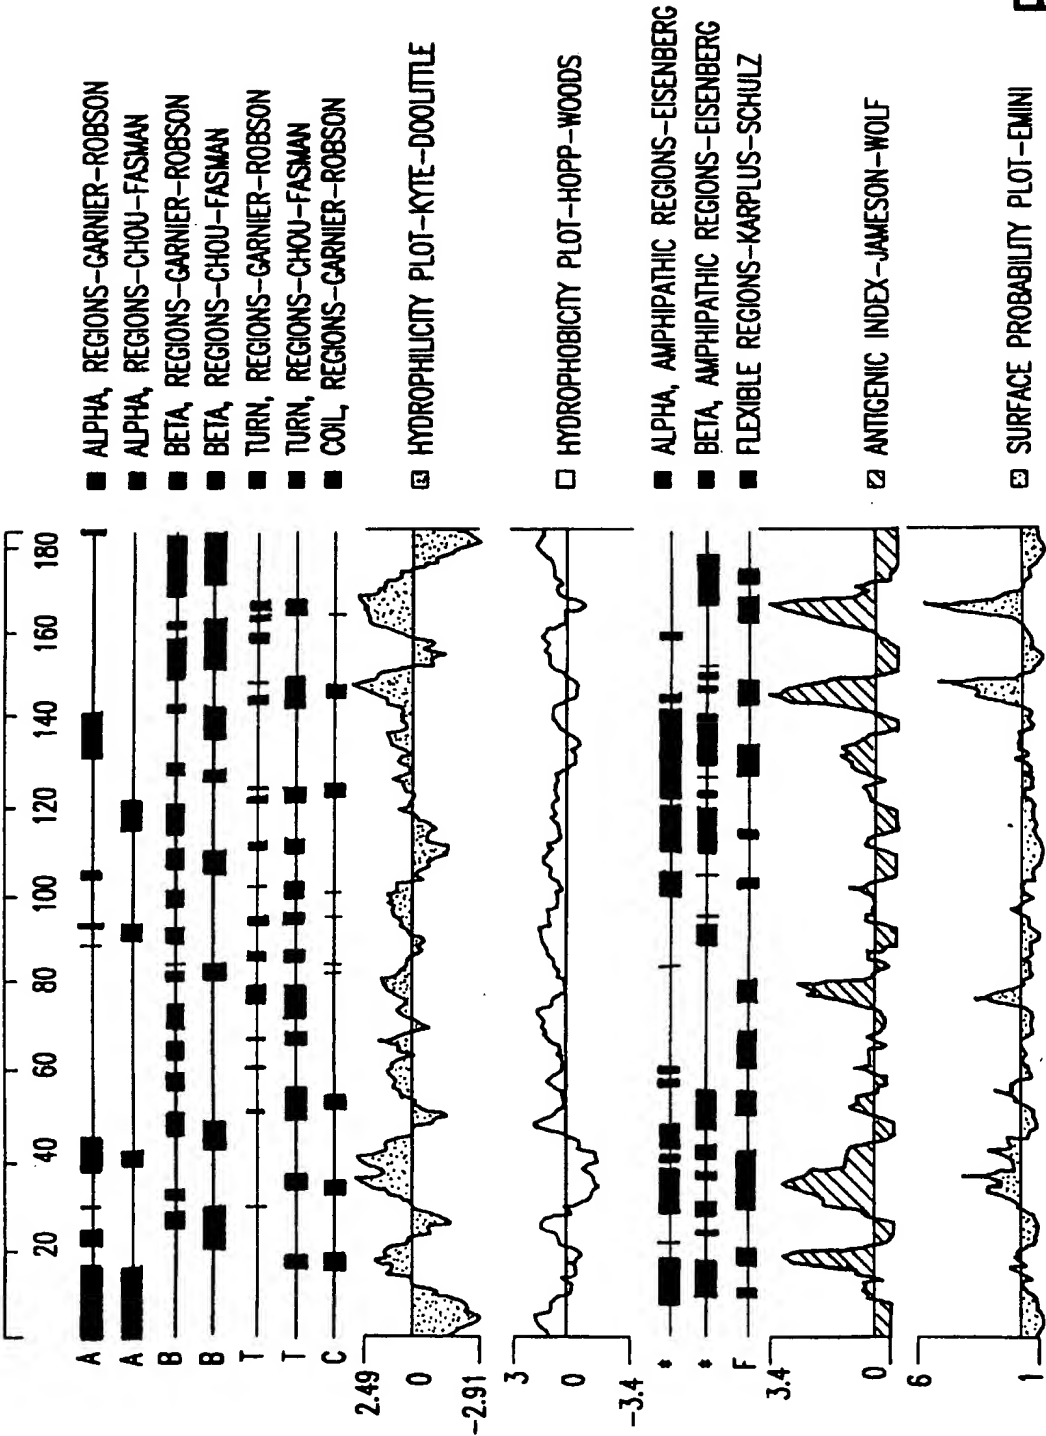 20 40 60 80 100 120 140 160 180
A ■ ALPHA, REGIONS-GARNIER-ROBSON
A ■ ALPHA, REGIONS-CHOU-FASMAN
B ■ BETA, REGIONS-GARNIER-ROBSON
B ■ BETA, REGIONS-CHOU-FASMAN
T ■ TURN, REGIONS-GARNIER-ROBSON
T ■ TURN, REGIONS-CHOU-FASMAN
C ■ COIL, REGIONS-GARNIER-ROBSON
2.49
0 HYDROPHILICITY PLOT-KYTE-DOOLITTLE
-2.91
3
0 □ HYDROPHOBICITY PLOT-HOPP-WOODS
-3.4
* ■ ALPHA, AMPHIPATHIC REGIONS-EISENBERG
* ■ BETA, AMPHIPATHIC REGIONS-EISENBERG
F ■ FLEXIBLE REGIONS-KARPLUS-SCHULZ
3.4
0 ANTIGENIC INDEX-JAMESON-WOLF
6
1 SURFACE PROBABILITY PLOT-EMINI